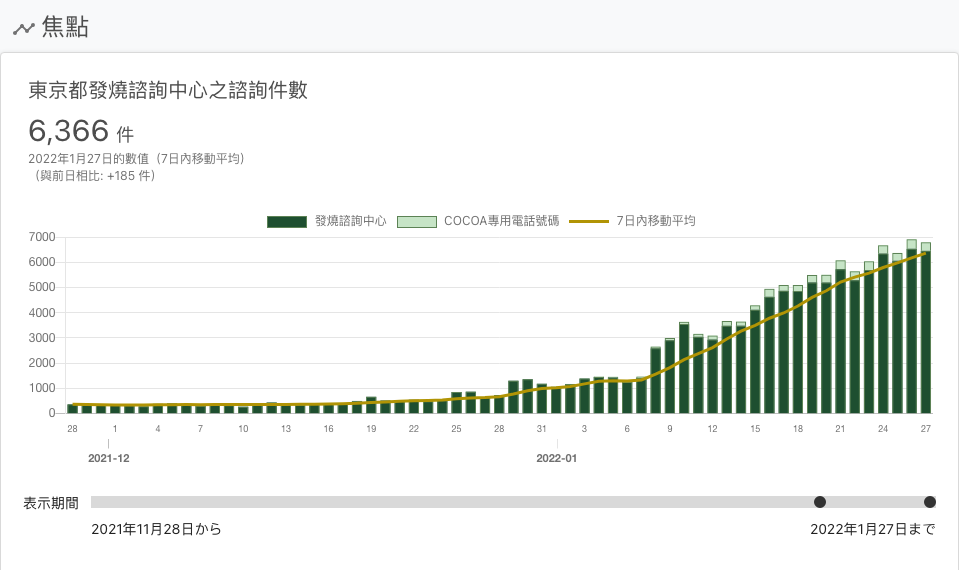 焦點
東京都發燒諮詢中心之諮詢件數
6,366 件
2022年1月27日的數值（7日內移動平均）
（與前日相比: +185 件）
發燒諮詢中心 COCOA專用電話號碼 7日內移動平均
7000
6000
5000
4000
3000
2000
1000
0
28 1 4 7 10 13 16 19 22 25 28 31 3 6 9 12 15 18 21 24 27
2021-12 2022-01
表示期間
2021年11月28日から 2022年1月27日まで